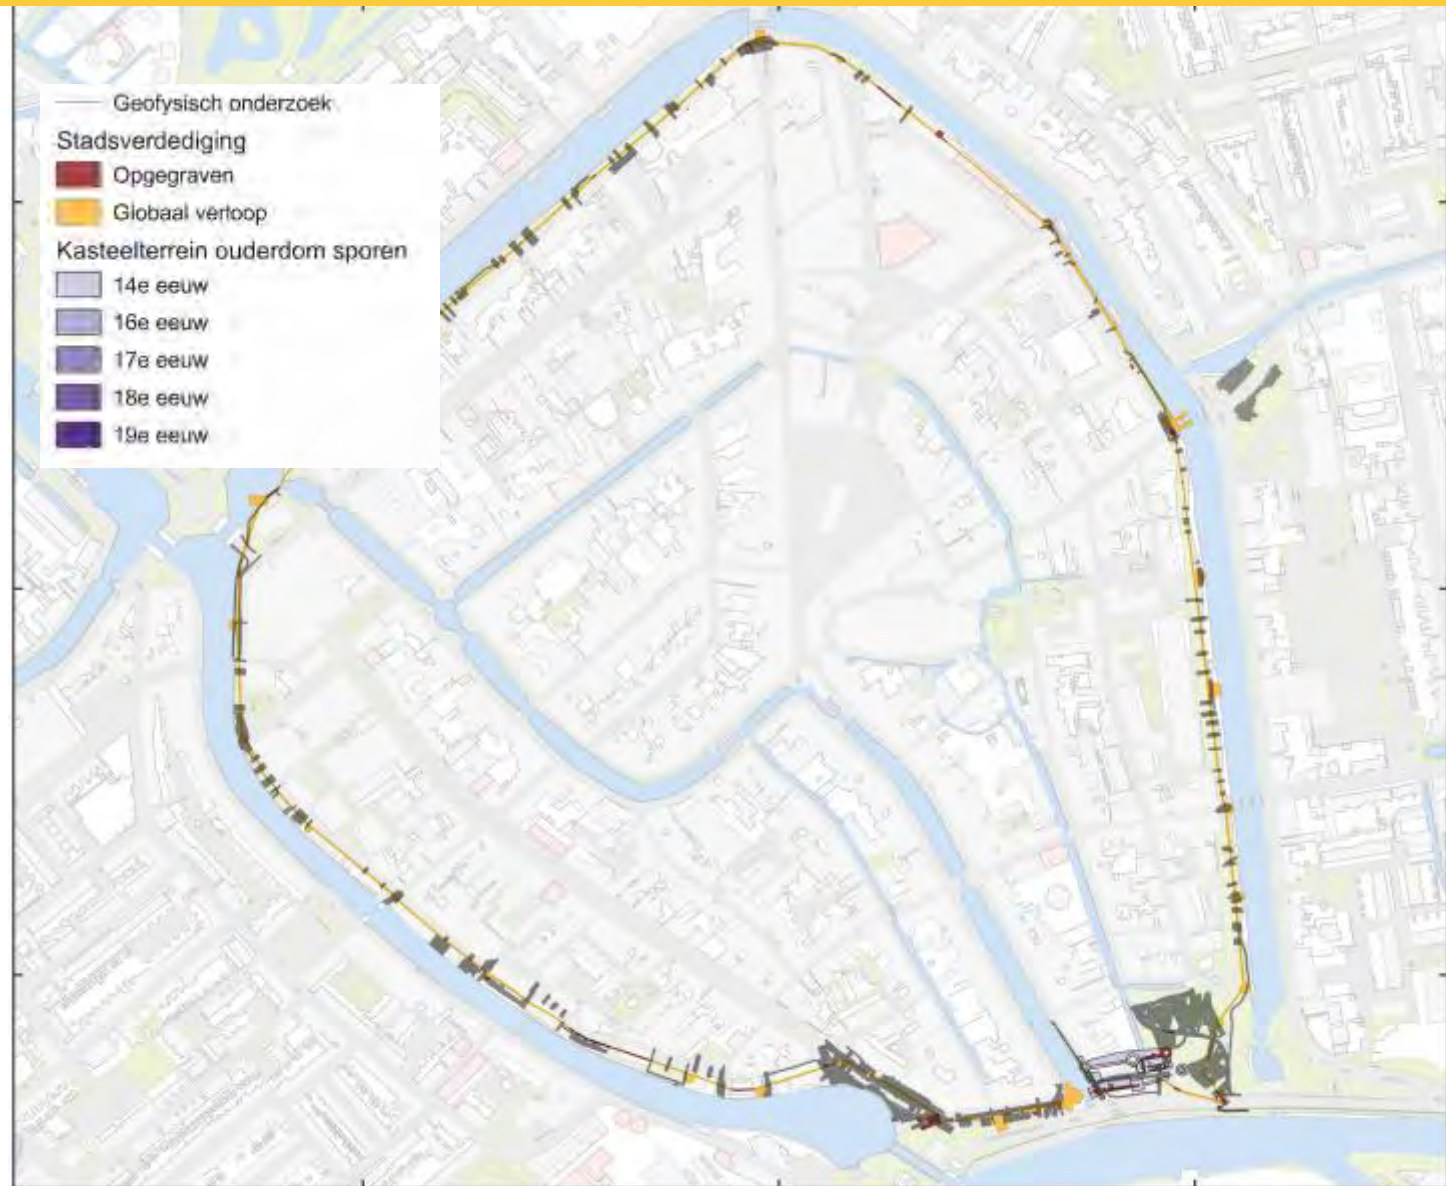 Geofysisch onderzoek
Stadsverdediging
Opgegraven
Globaal verloop
Kasteelterrein ouderdom sporen
14e eeuw
16e eeuw
17e eeuw
18e eeuw
19e eeuw